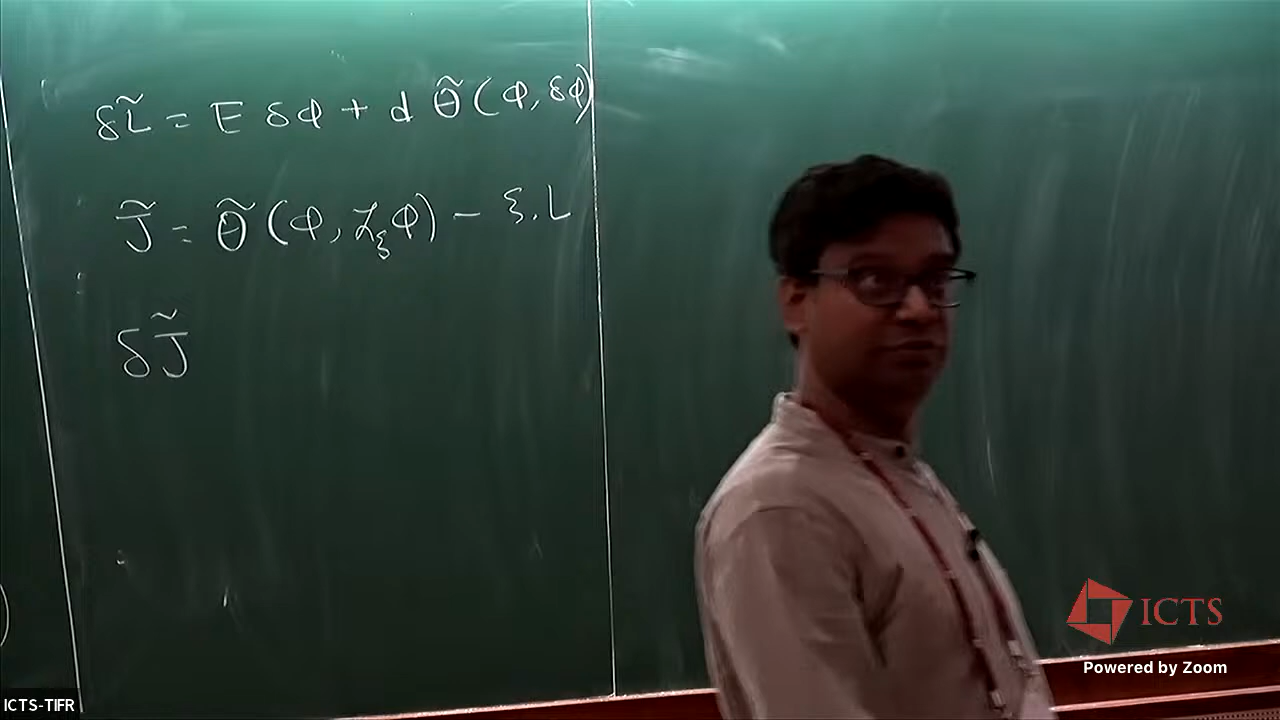 δL̃ = E δΦ + d θ̃(Φ, δΦ)
J̃ = θ̃(Φ, ℒ_ξ Φ) - ξ.L
δJ̃
ICTS
Powered by Zoom
ICTS-TIFR